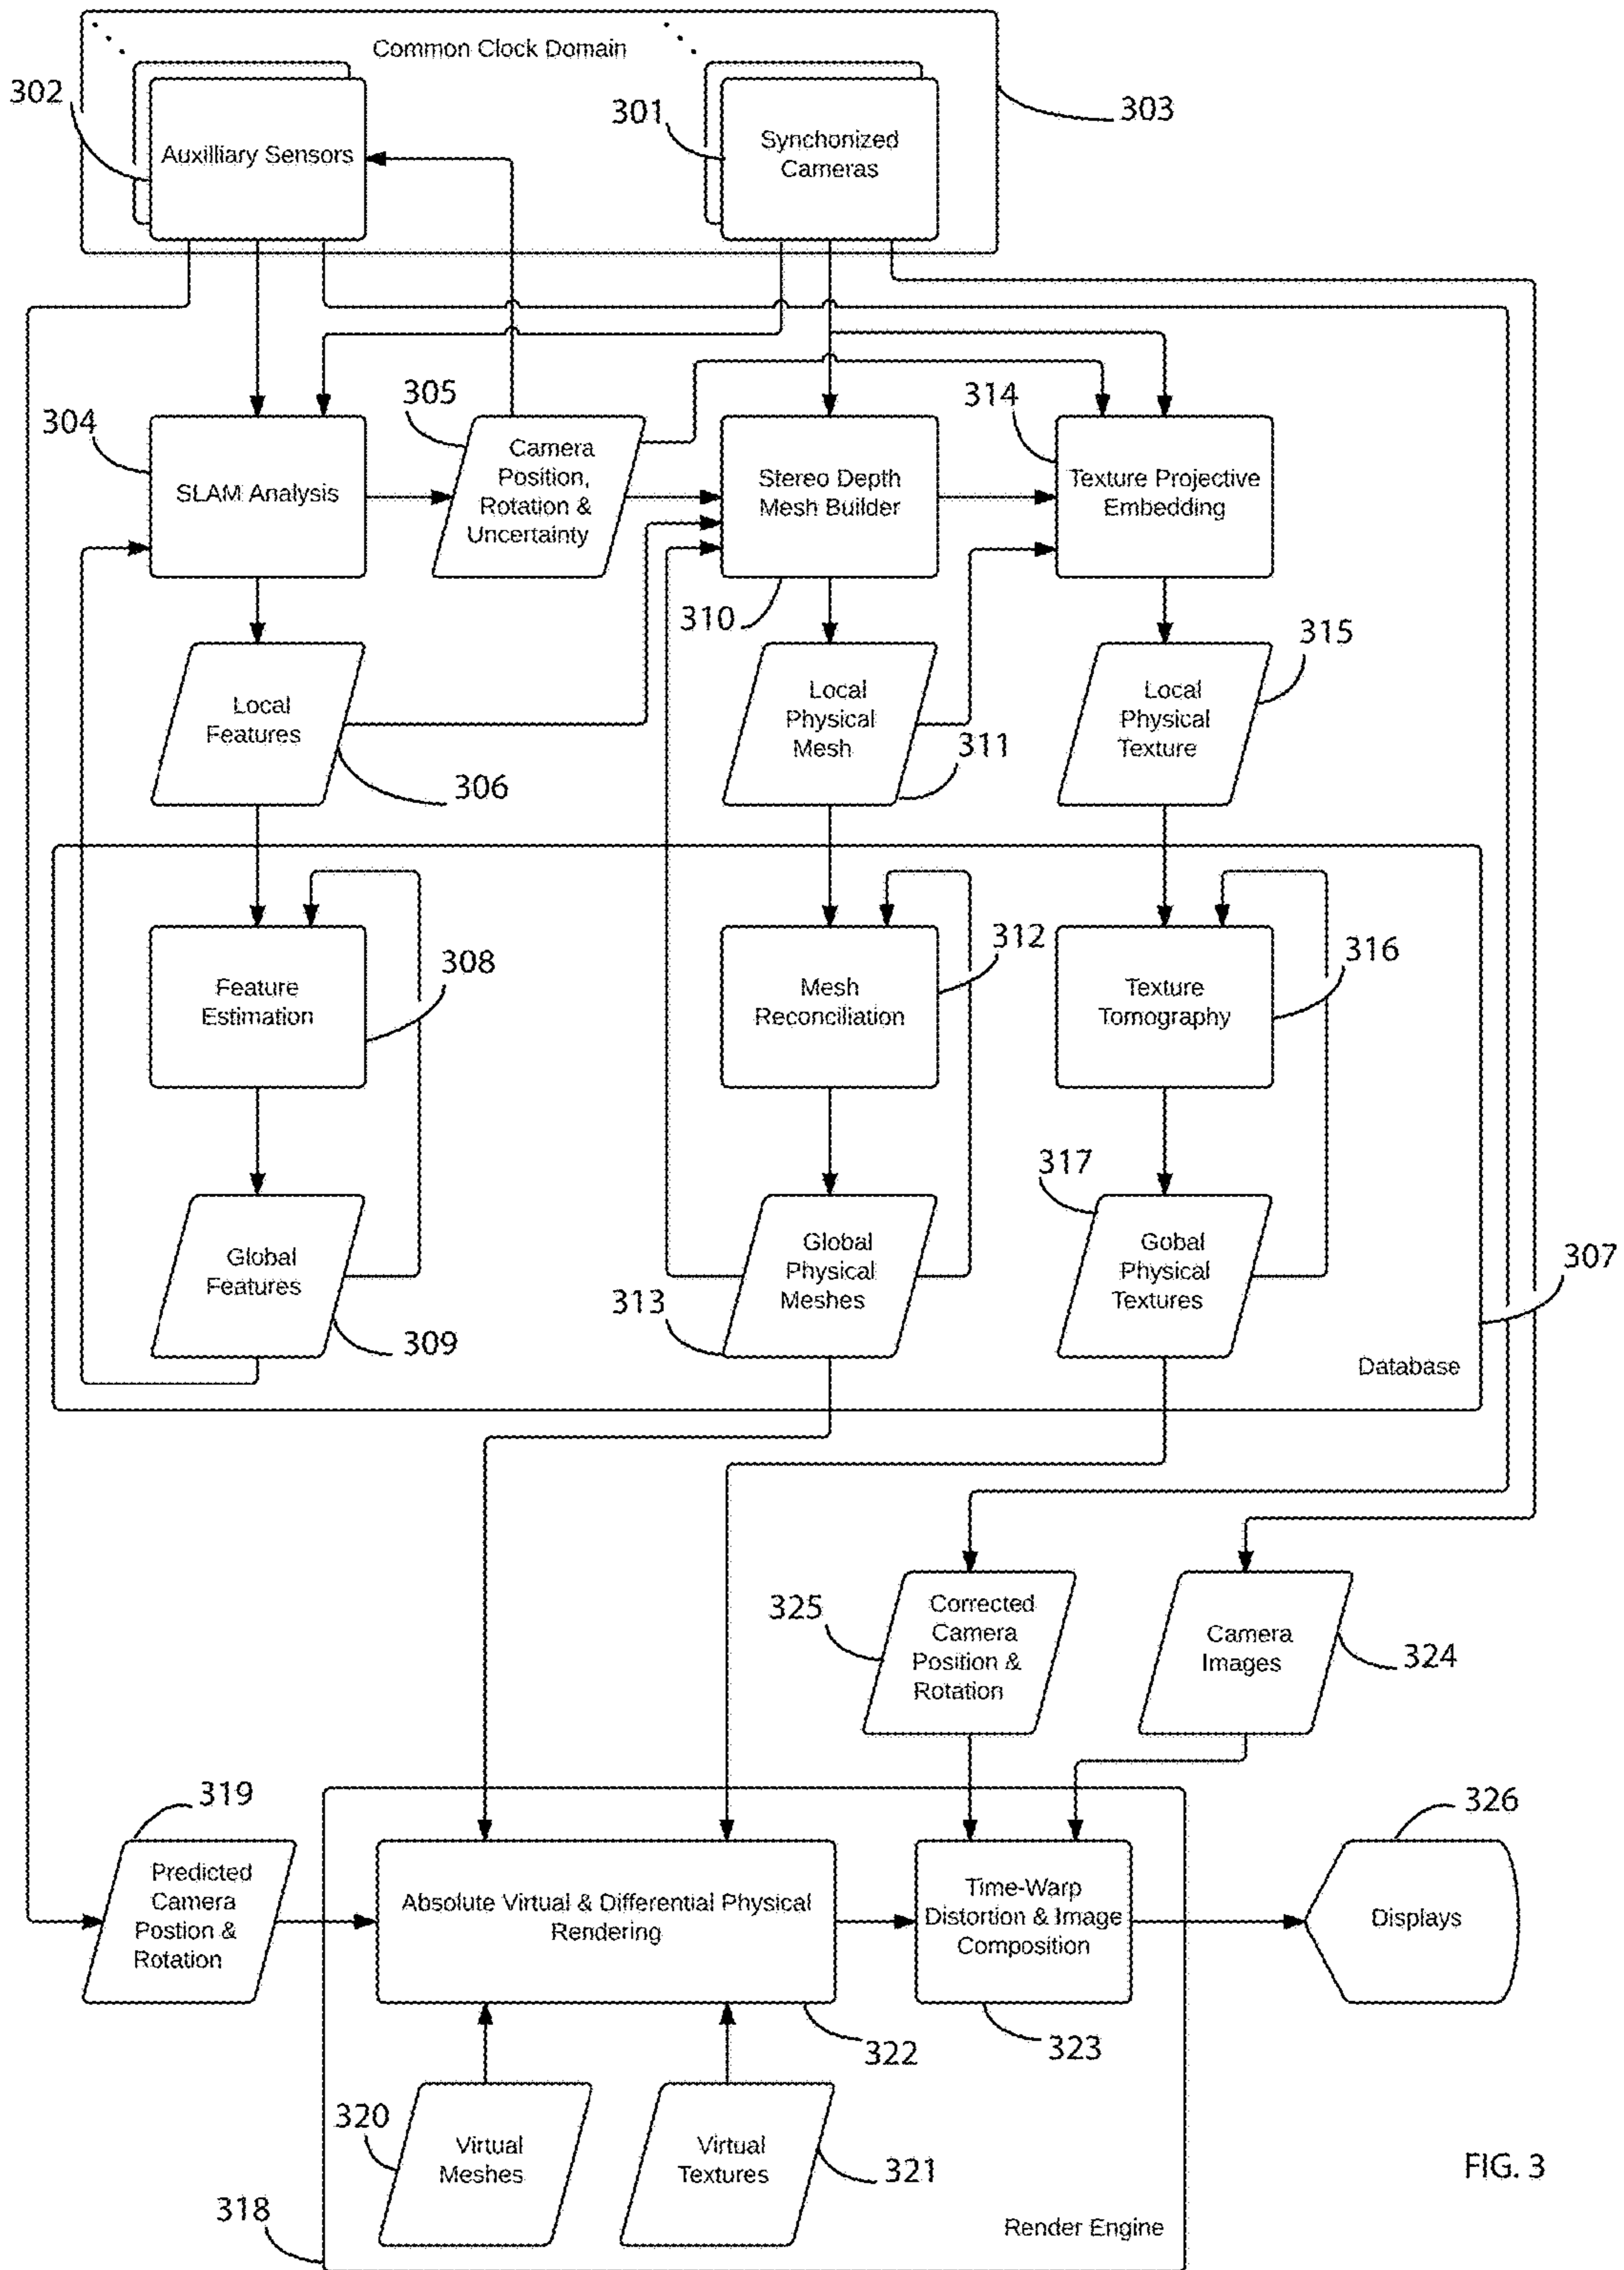 Common Clock Domain
302
Auxilliary Sensors
301
Synchonized
Cameras
303
304
SLAM Analysis
305
Camera
Position,
Rotation &
Uncertainty
Stereo Depth
Mesh Builder
310
314
Texture Projective
Embedding
Local
Features
306
Local
Physical
Mesh
311
Local
Physical
Texture
315
Feature
Estimation
308
Mesh
Reconciliation
312
Texture
Tomography
316
Global
Features
309
Global
Physical
Meshes
313
317
Gobal
Physical
Textures
307
Database
325
Corrected
Camera
Position &
Rotation
Camera
Images
324
319
Predicted
Camera
Postion &
Rotation
Absolute Virtual & Differential Physical
Rendering
322
Time-Warp
Distortion & Image
Composition
323
326
Displays
320
Virtual
Meshes
Virtual
Textures
321
318
Render Engine
FIG. 3